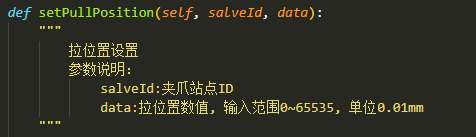 def setPullPosition(self, salveId, data):
"""
拉位置设置
参数说明:
salveId:夹爪站点ID
data:拉位置数值, 输入范围0~65535, 单位0.01mm
"""